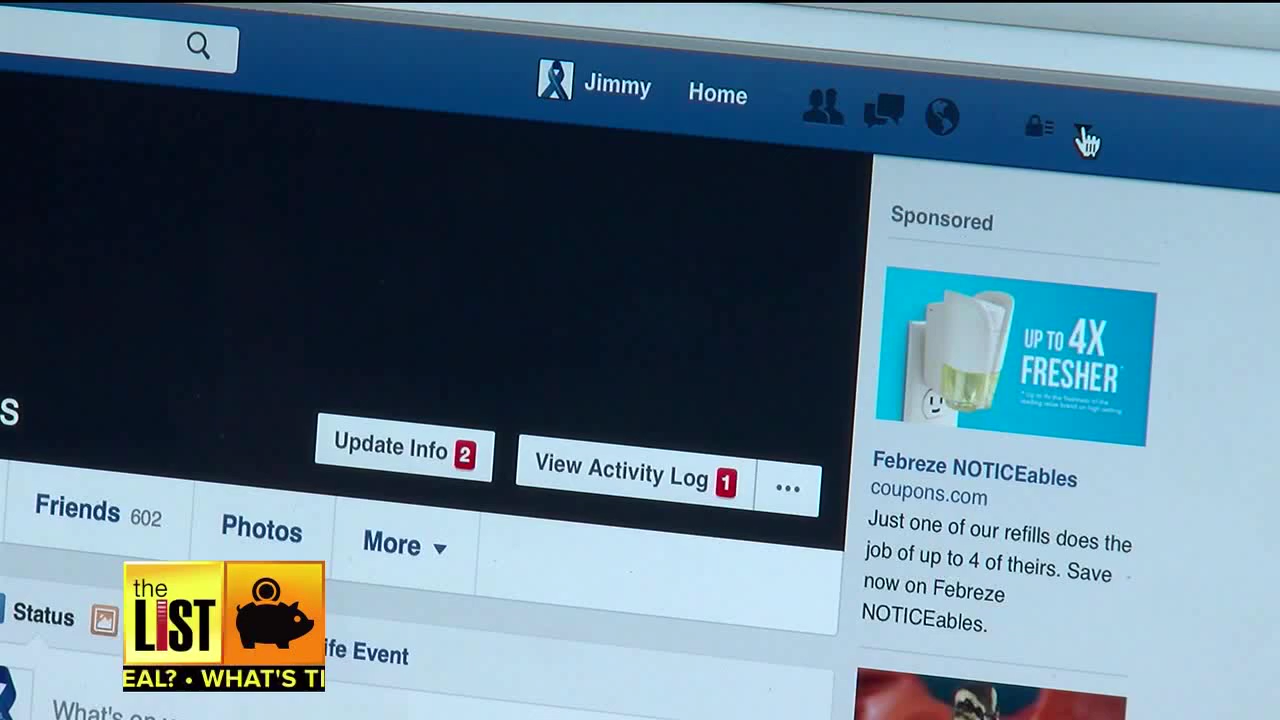 Jimmy Home
Sponsored
UP TO 4X
FRESHER
S
Update Info 2
View Activity Log 1
...
Febreze NOTICEables
coupons.com
Just one of our refills does the
job of up to 4 of theirs. Save
now on Febreze
NOTICEables.
Friends 602
Photos
More
Status
ife Event
What's on
the
LIST
EAL? • WHAT'S T